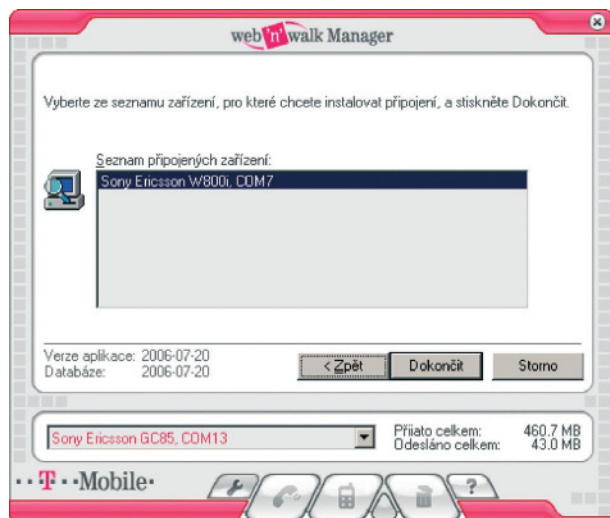 web'n'walk Manager
Vyberte ze seznamu zařízení, pro které chcete instalovat připojení, a stiskněte Dokončit.
Seznam připojených zařízení:
Sony Ericsson W800i, COM7
Verze aplikace: 2006-07-20
Databáze: 2006-07-20
< Zpět Dokončit Storno
Sony Ericsson GC85, COM13
Přijato celkem: 460.7 MB
Odesláno celkem: 43.0 MB
··T··Mobile·
?